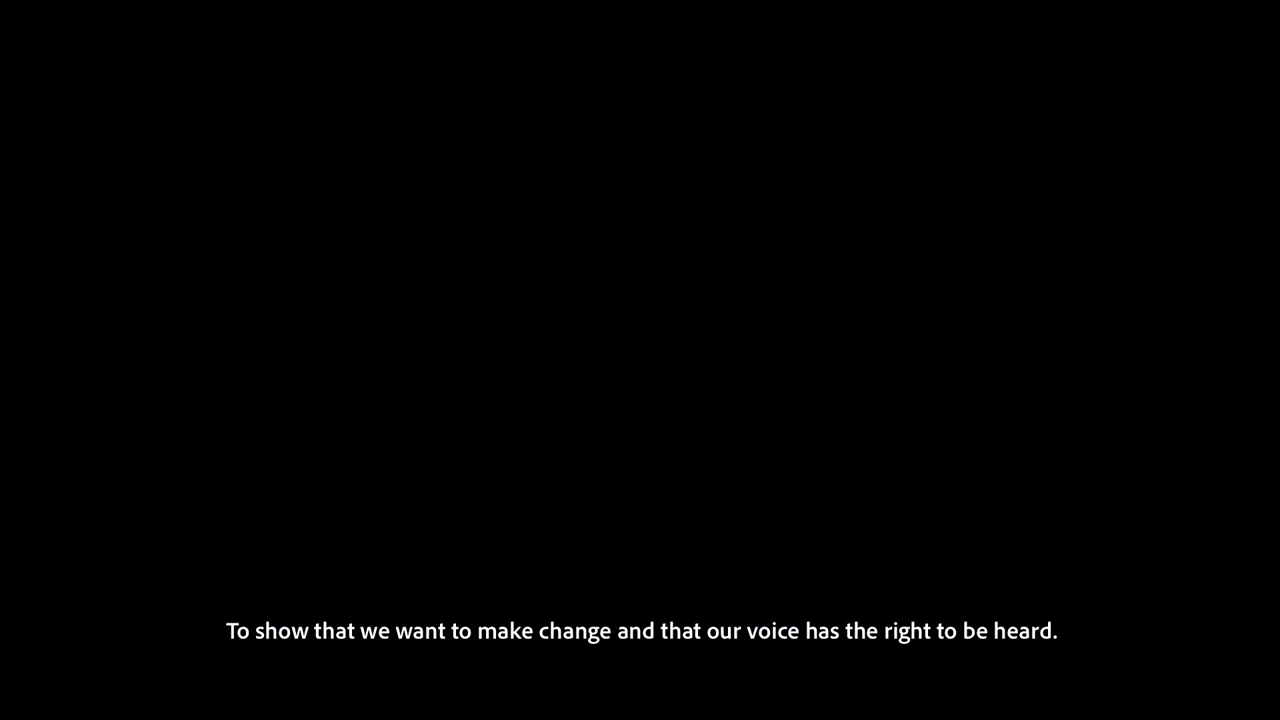 To show that we want to make change and that our voice has the right to be heard.